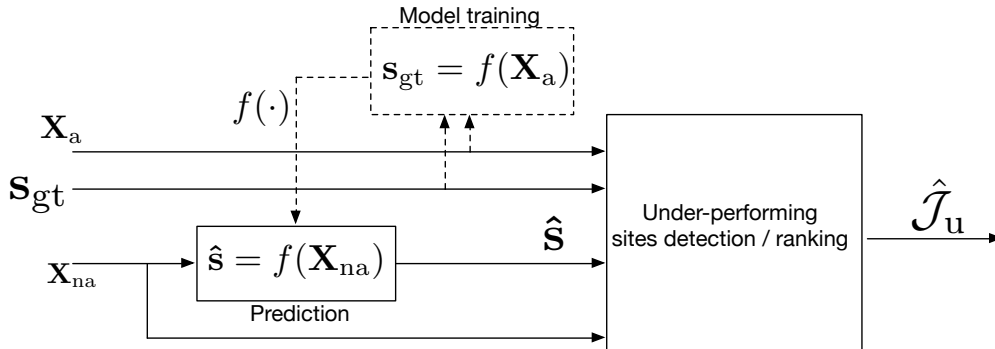 Model training
s_gt = f(X_a)
f(·)
X_a
s_gt
Under-performing
sites detection / ranking
Ĵ_u
ŝ
X_na
ŝ = f(X_na)
Prediction